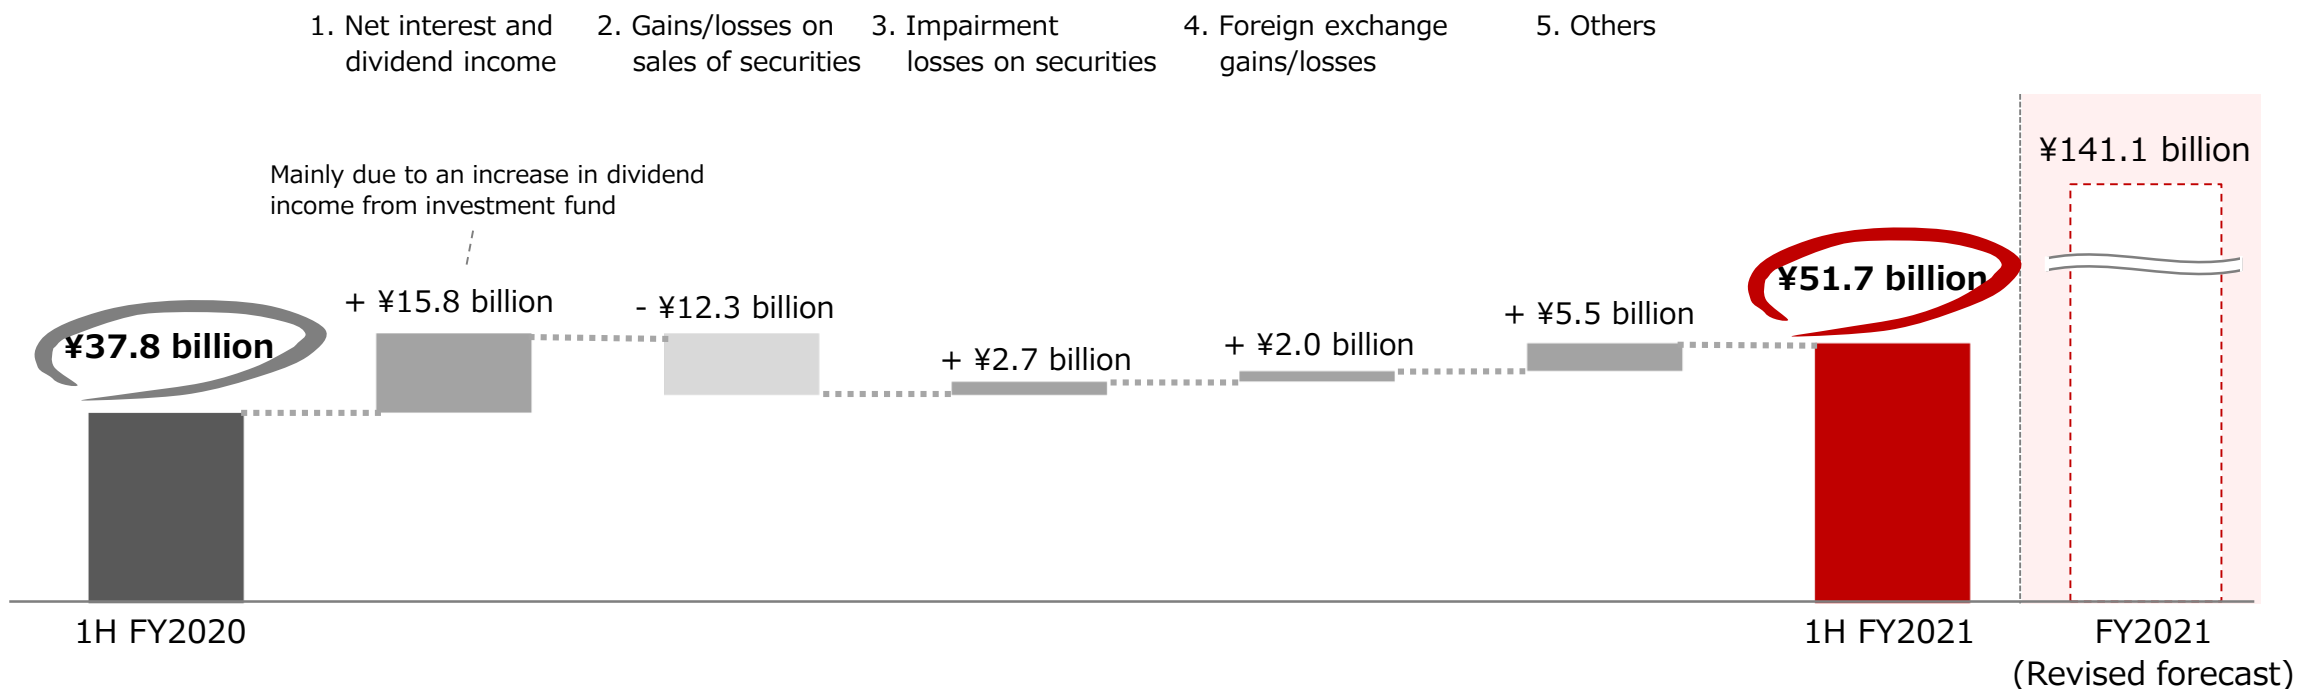 1. Net interest and
dividend income
2. Gains/losses on
sales of securities
3. Impairment
losses on securities
4. Foreign exchange
gains/losses
5. Others
¥141.1 billion
Mainly due to an increase in dividend
income from investment fund
¥37.8 billion
+ ¥15.8 billion
- ¥12.3 billion
+ ¥2.7 billion
+ ¥2.0 billion
+ ¥5.5 billion
¥51.7 billion
1H FY2020
1H FY2021
FY2021
(Revised forecast)